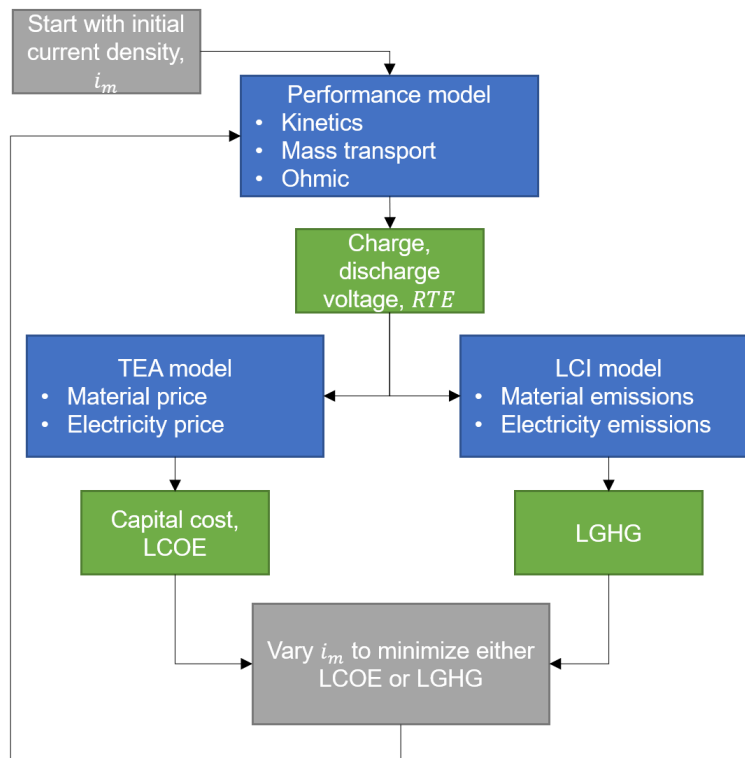 Start with initial
current density,
i_m
Performance model
• Kinetics
• Mass transport
• Ohmic
Charge,
discharge
voltage, RTE
TEA model
• Material price
• Electricity price
LCI model
• Material emissions
• Electricity emissions
Capital cost,
LCOE
LGHG
Vary i_m to minimize either
LCOE or LGHG